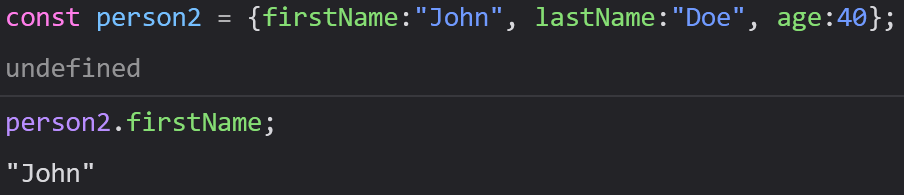 const person2 = {firstName:"John", lastName:"Doe", age:40};
undefined
person2.firstName;
"John"